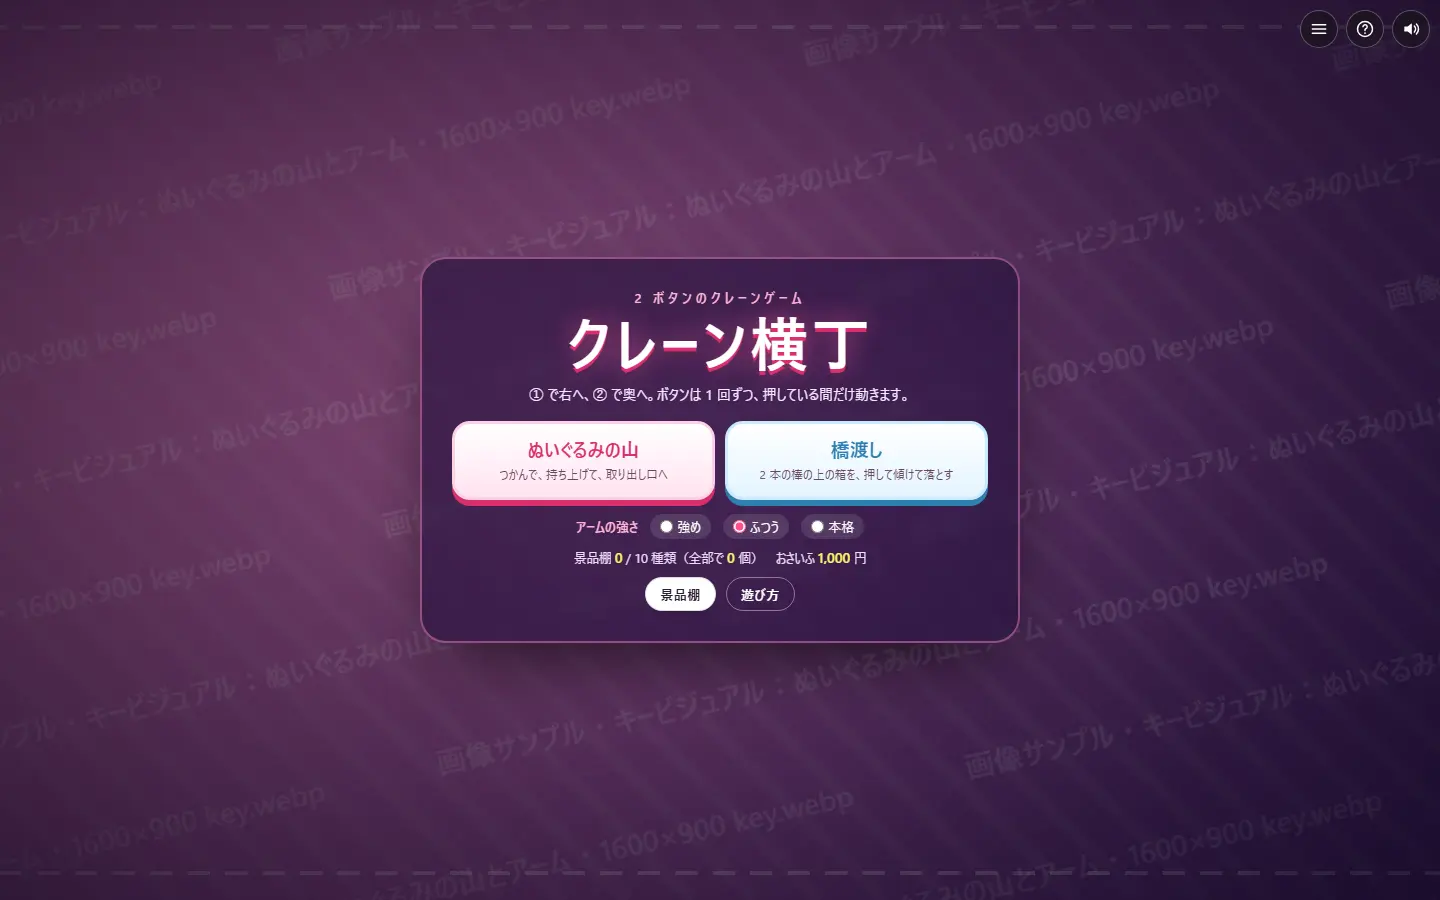 2 ボタンのクレーンゲーム
クレーン横丁
① で右へ、② で奥へ。ボタンは 1 回ずつ、押している間だけ動きます。
ぬいぐるみの山
つかんで、持ち上げて、取り出し口へ
橋渡し
2 本の棒の上の箱を、押して傾けて落とす
アームの強さ 強め ふつう 本格
景品棚 0 / 10 種類（全部で 0 個） おさいふ 1,000 円
景品棚 遊び方
画像サンプル・キービジュアル：ぬいぐるみの山とアーム・1600×900 key.webp